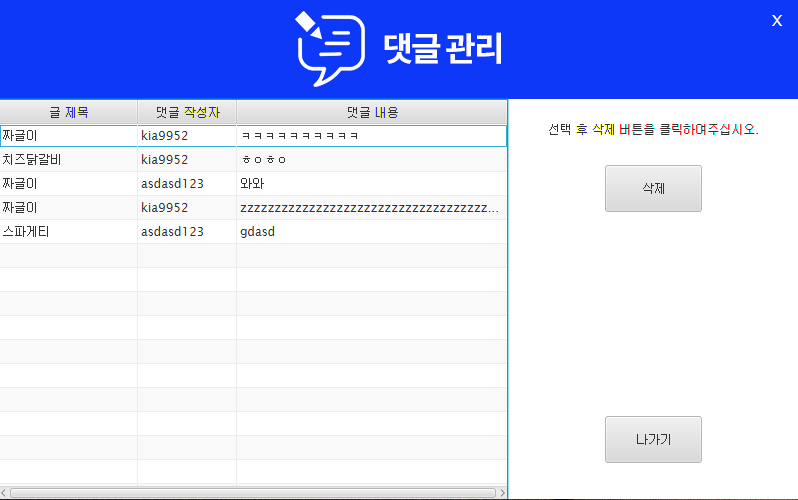 댓글 관리
X
글 제목 댓글 작성자 댓글 내용
짜글이 kia9952 ㅋㅋㅋㅋㅋㅋㅋㅋㅋㅋ
치즈닭갈비 kia9952 ㅎㅇㅎㅇ
짜글이 asdasd123 와와
짜글이 kia9952 zzzzzzzzzzzzzzzzzzzzzzzzzzzzzzzzzzzz...
스파게티 asdasd123 gdasd
선택 후 삭제 버튼을 클릭하여주십시오.
삭제
나가기